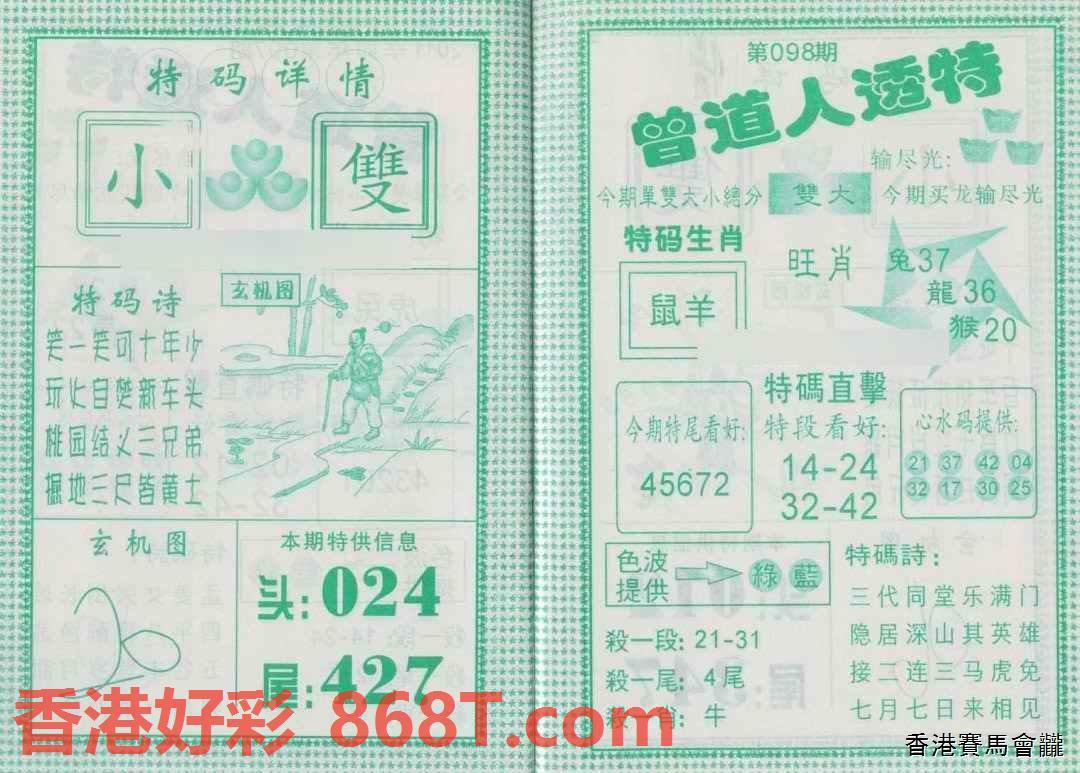 特码详情
小 雙
特码诗
笑一笑可十年少
玩火自焚新车头
桃园结义三兄弟
掘地三尺皆黄土
玄机图
玄机图
本期特供信息
头:024
尾:427
第098期
曾道人透特
输尽光:
今期單雙大小總分 雙大 今期买龙输尽光
特码生肖
鼠羊
旺肖
兔37
龍36
猴20
今期特尾看好:
45672
特碼直擊
特段看好:
14-24
32-42
心水码提供:
21 37 42 04
32 17 30 25
色波
提供
綠 藍
殺一段: 21-31
殺一尾: 4尾
殺一肖: 牛
特碼詩:
三代同堂乐满门
隐居深山其英雄
接二连三马虎兔
七月七日来相见
香港好彩 868T.com
香港賽馬會